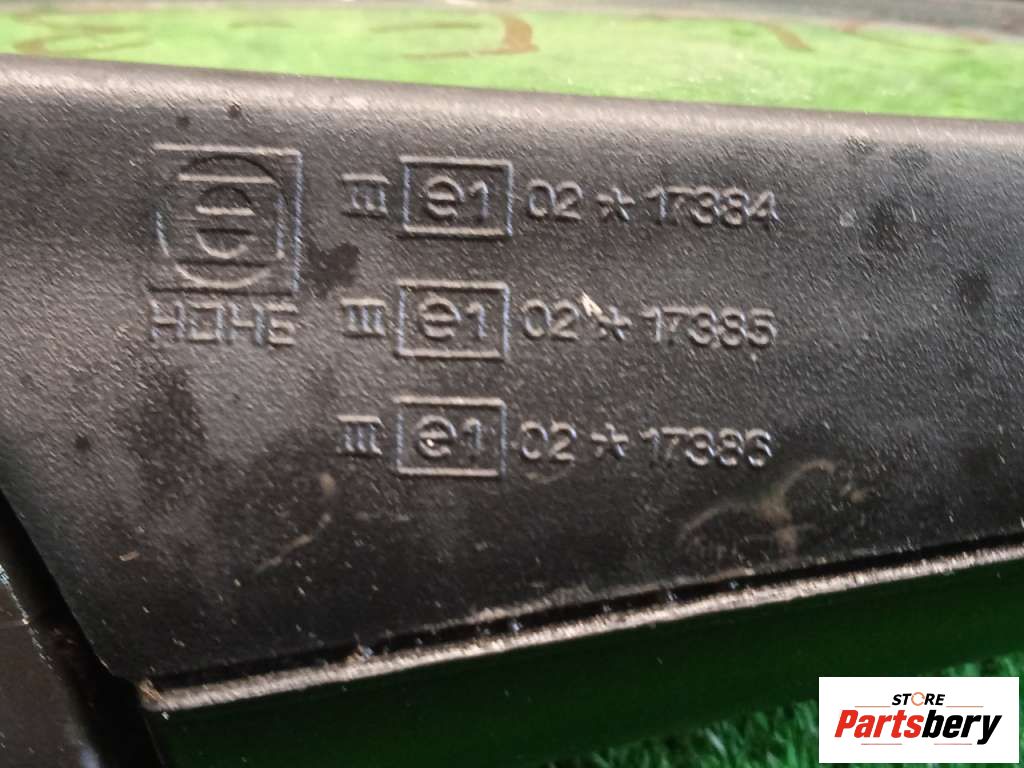 III e1 02 * 17384
HOHE III e1 02 * 17385
III e1 02 * 17386
STORE
Partsbery